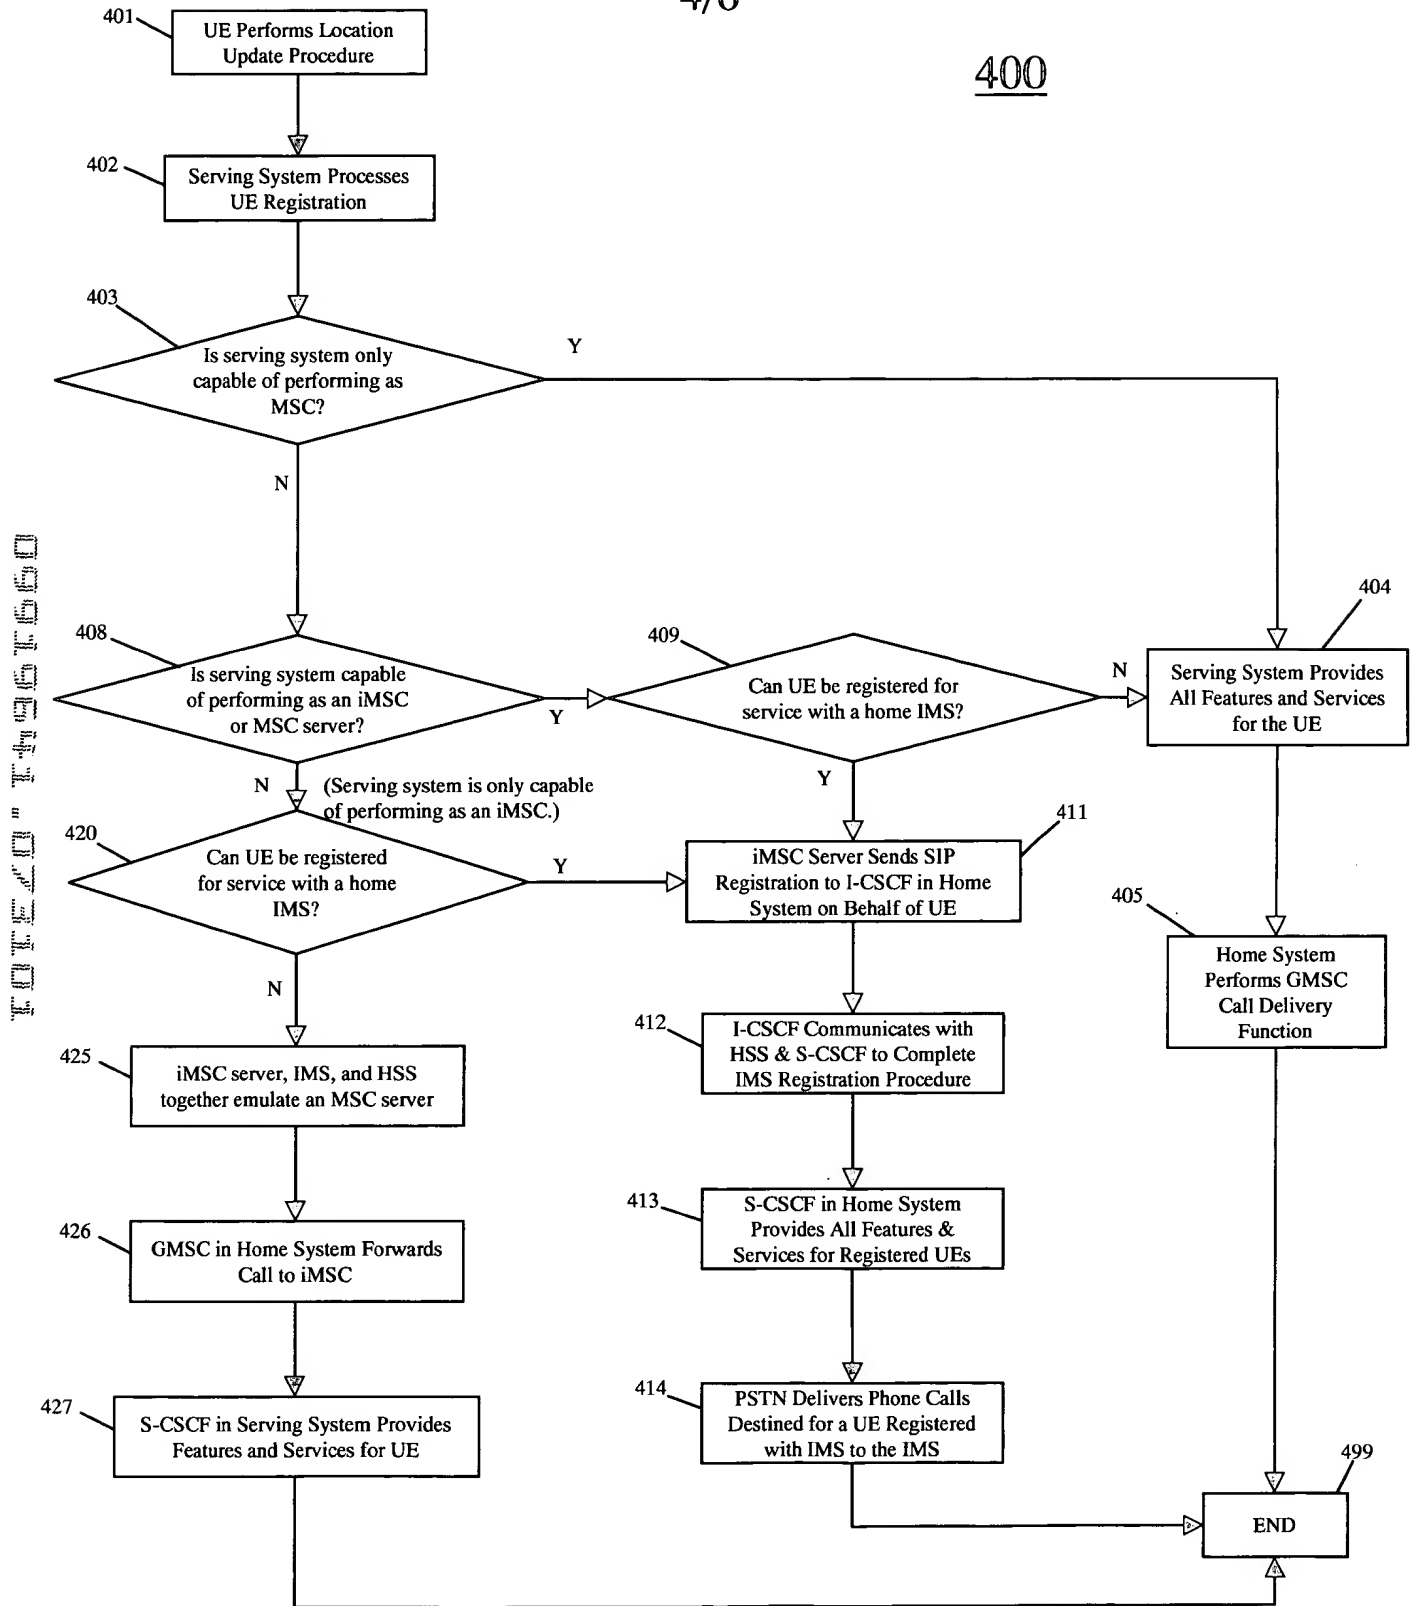 400
401
UE Performs Location
Update Procedure
402
Serving System Processes
UE Registration
403
Is serving system only
capable of performing as
MSC?
Y
N
408
Is serving system capable
of performing as an iMSC
or MSC server?
Y
409
Can UE be registered for
service with a home IMS?
N
404
Serving System Provides
All Features and Services
for the UE
N
(Serving system is only capable
of performing as an iMSC.)
Y
420
Can UE be registered
for service with a home
IMS?
Y
411
iMSC Server Sends SIP
Registration to I-CSCF in Home
System on Behalf of UE
405
Home System
Performs GMSC
Call Delivery
Function
N
412
I-CSCF Communicates with
HSS & S-CSCF to Complete
IMS Registration Procedure
425
iMSC server, IMS, and HSS
together emulate an MSC server
413
S-CSCF in Home System
Provides All Features &
Services for Registered UEs
426
GMSC in Home System Forwards
Call to iMSC
414
PSTN Delivers Phone Calls
Destined for a UE Registered
with IMS to the IMS
427
S-CSCF in Serving System Provides
Features and Services for UE
499
END